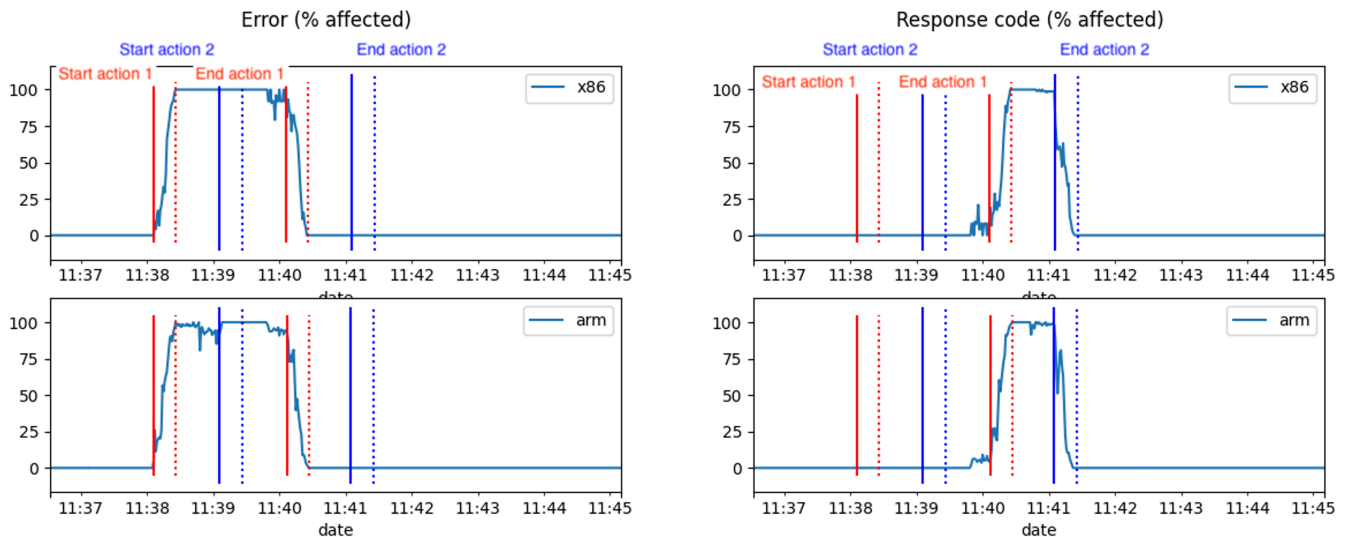 Error (% affected)
Response code (% affected)
Start action 2
End action 2
Start action 2
End action 2
Start action 1
End action 1
Start action 1
End action 1
100
75
50
25
0
x86
100
75
50
25
0
x86
11:37 11:38 11:39 11:40 11:41 11:42 11:43 11:44 11:45
date
11:37 11:38 11:39 11:40 11:41 11:42 11:43 11:44 11:45
date
100
75
50
25
0
arm
100
75
50
25
0
arm
11:37 11:38 11:39 11:40 11:41 11:42 11:43 11:44 11:45
date
11:37 11:38 11:39 11:40 11:41 11:42 11:43 11:44 11:45
date